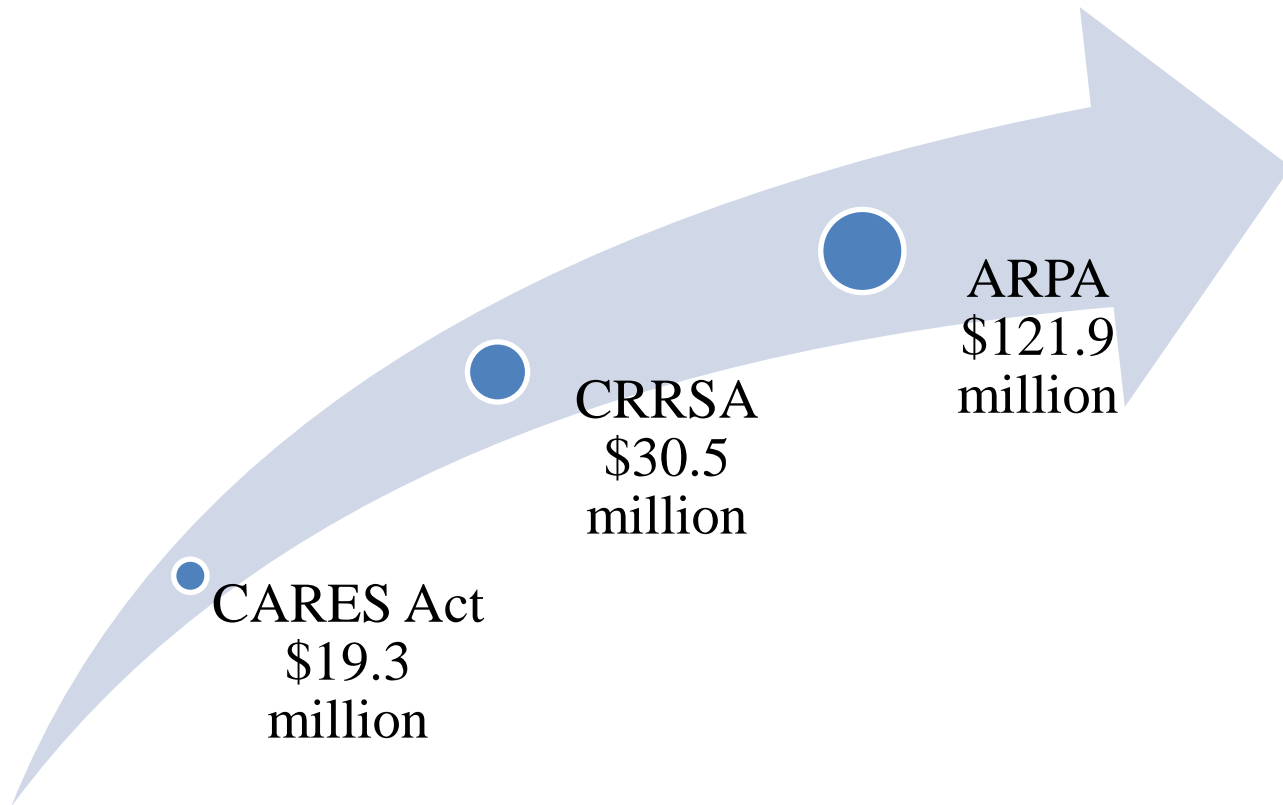 CARES Act
$19.3
million
CRRSA
$30.5
million
ARPA
$121.9
million